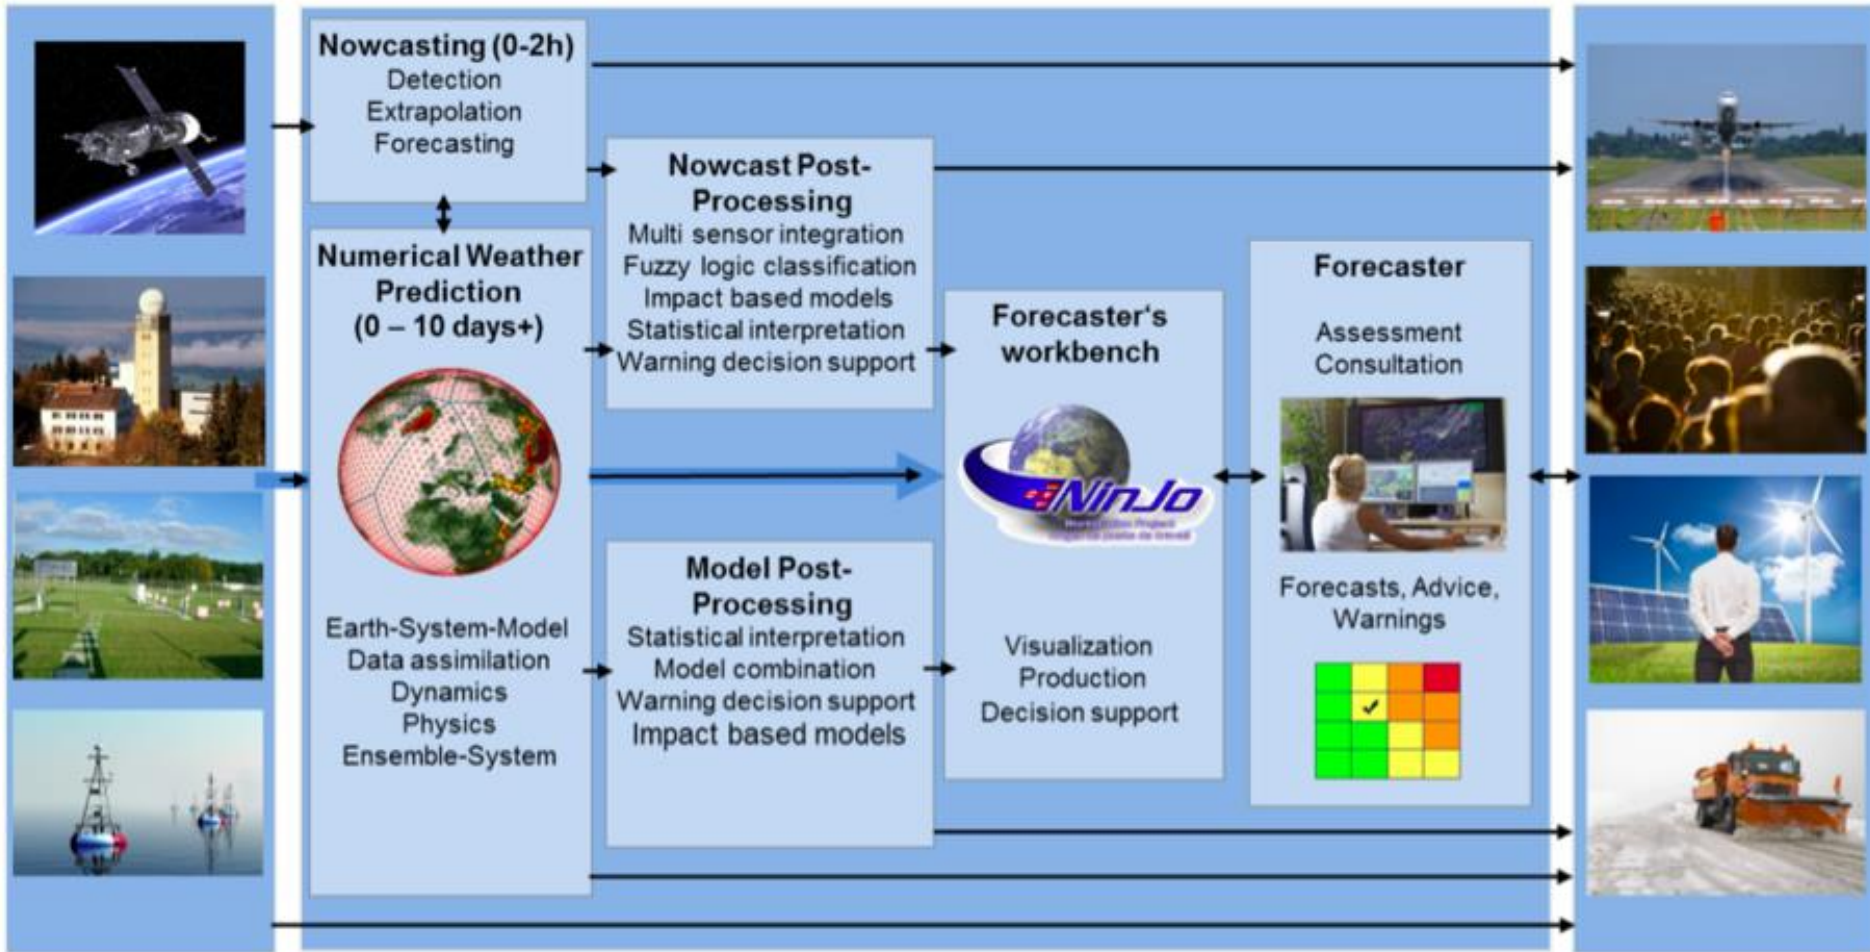 Nowcasting (0-2h)
Detection
Extrapolation
Forecasting
Numerical Weather
Prediction
(0 – 10 days+)
Earth-System-Model
Data assimilation
Dynamics
Physics
Ensemble-System
Nowcast Post-
Processing
Multi sensor integration
Fuzzy logic classification
Impact based models
Statistical interpretation
Warning decision support
Model Post-
Processing
Statistical interpretation
Model combination
Warning decision support
Impact based models
Forecaster‘s
workbench
NinJo
Visualization
Production
Decision support
Forecaster
Assessment
Consultation
Forecasts, Advice,
Warnings